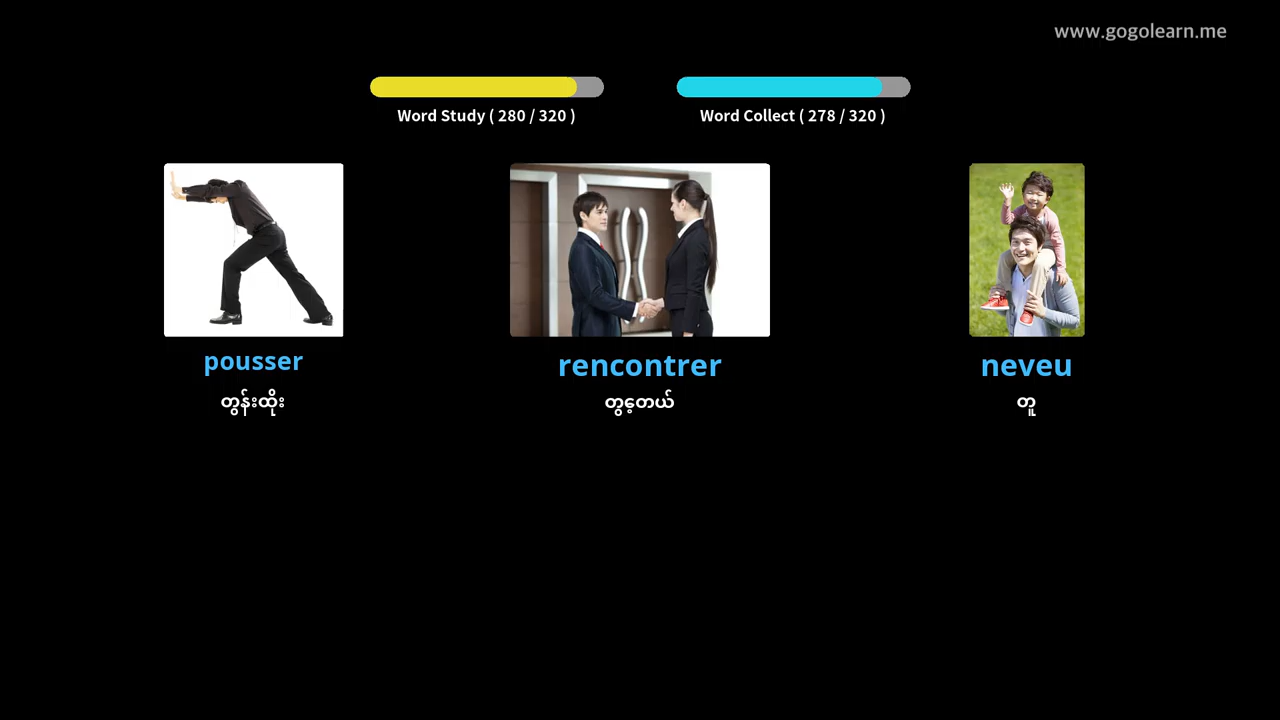 www.gogolearn.me
Word Study ( 280 / 320 )
Word Collect ( 278 / 320 )
pousser
rencontrer
neveu
တွန်းထိုး
တွေ့တယ်
တူ